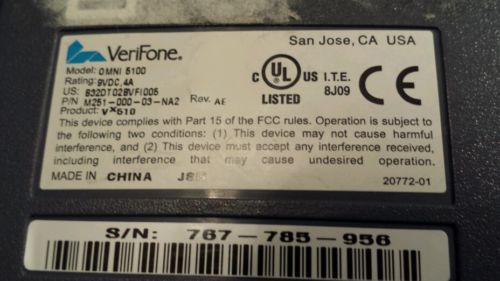 VeriFone®
San Jose, CA USA
Model: OMNI 5100
Rating: 9VDC, 4A
US: B32DT02BVFI005
P/N M251-000-03-NA2 Rev. AE
Product: Vx510
C UL US I.T.E.
LISTED 8J09
This device complies with Part 15 of the FCC rules. Operation is subject to
the following two conditions: (1) This device may not cause harmful
interference, and (2) This device must accept any interference received,
including interference that may cause undesired operation.
MADE IN CHINA
20772-01
S/N: 767-785-956